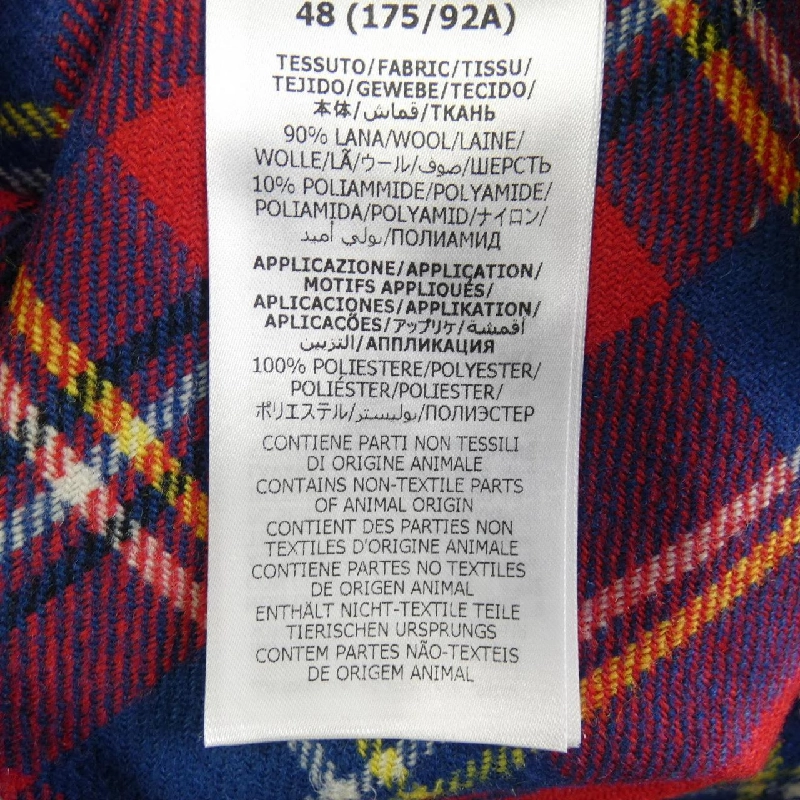 48 (175/92A)
TESSUTO/FABRIC/TISSU/
TEJIDO/GEWEBE/TECIDO/
本体/قماش/ТКАНЬ
90% LANA/WOOL/LAINE/
WOLLE/LÃ/ウール/صوف/ШЕРСТЬ
10% POLIAMMIDE/POLYAMIDE/
POLIAMIDA/POLYAMID/ナイロン/
بولي أميد/ПОЛИАМИД
APPLICAZIONE/APPLICATION/
MOTIFS APPLIQUÉS/
APLICACIONES/APPLIKATION/
APLICAÇÕES/アップリケ/أقمشة
التزيين/АППЛИКАЦИЯ
100% POLIESTERE/POLYESTER/
POLIÉSTER/POLIESTER/
ポリエステル/بوليستر/ПОЛИЭСТЕР
CONTIENE PARTI NON TESSILI
DI ORIGINE ANIMALE
CONTAINS NON-TEXTILE PARTS
OF ANIMAL ORIGIN
CONTIENT DES PARTIES NON
TEXTILES D'ORIGINE ANIMALE
CONTIENE PARTES NO TEXTILES
DE ORIGEN ANIMAL
ENTHÄLT NICHT-TEXTILE TEILE
TIERISCHEN URSPRUNGS
CONTEM PARTES NÃO-TEXTEIS
DE ORIGEM ANIMAL